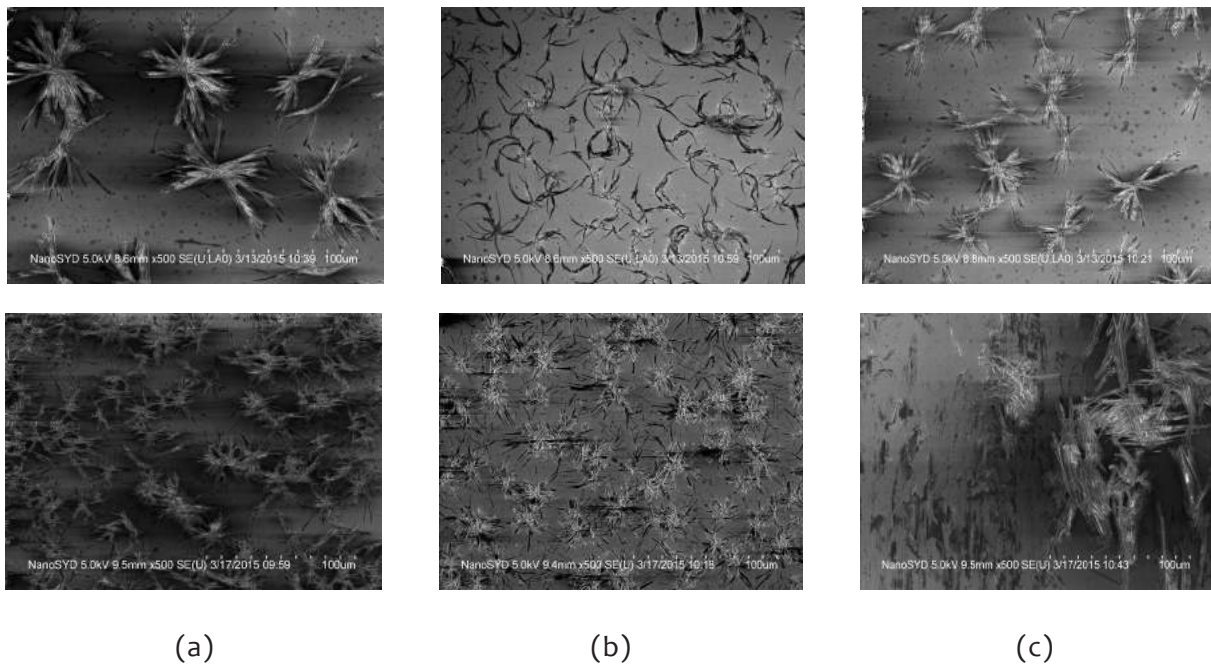 NanoSYD 5.0kV 8.6mm x500 SE(U,LA0) 3/13/2015 10:39 100um
NanoSYD 5.0kV 8.6mm x500 SE(U,LA0) 3/13/2015 10:59 100um
NanoSYD 5.0kV 8.8mm x500 SE(U,LA0) 3/13/2015 10:21 100um
NanoSYD 5.0kV 9.5mm x500 SE(U) 3/17/2015 09:59 100um
NanoSYD 5.0kV 9.4mm x500 SE(U) 3/17/2015 10:18 100um
NanoSYD 5.0kV 9.5mm x500 SE(U) 3/17/2015 10:43 100um
(a) (b) (c)